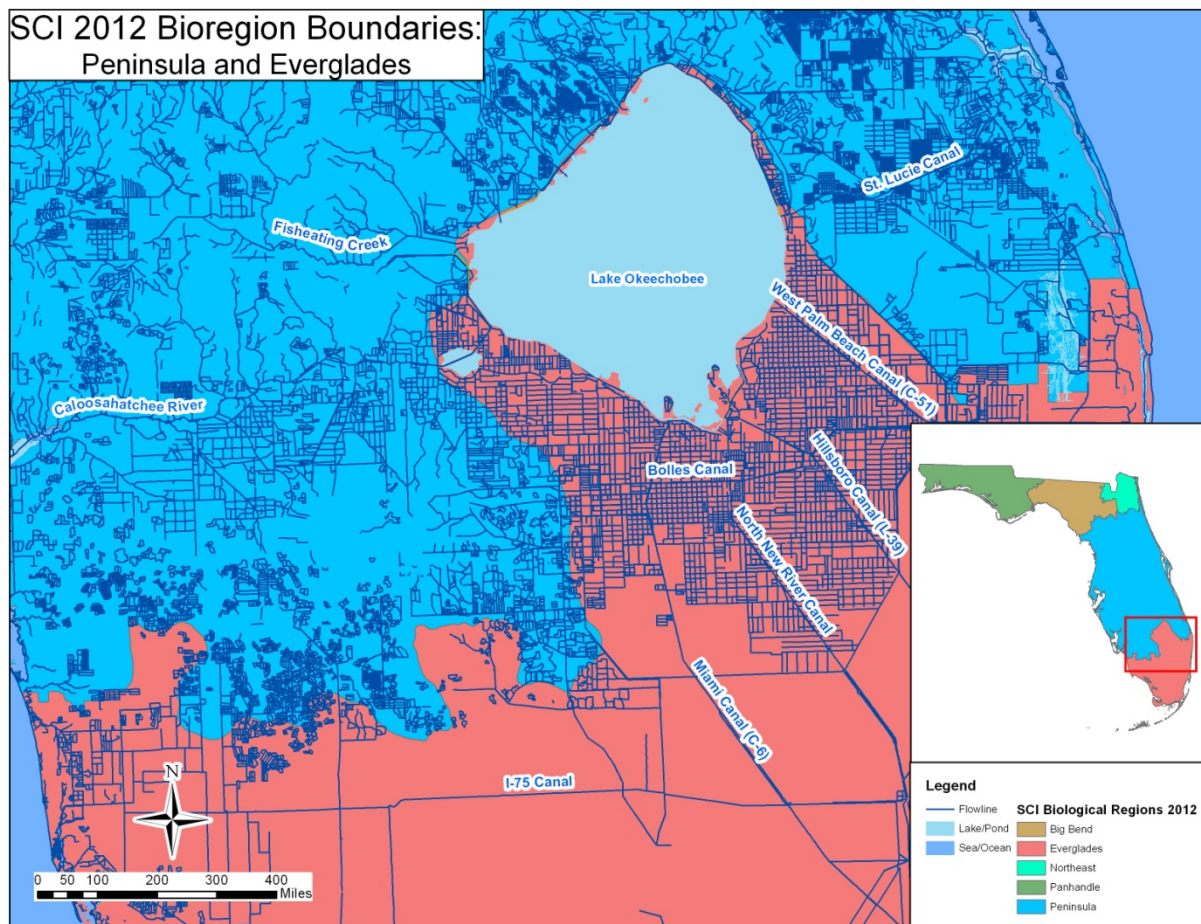 SCI 2012 Bioregion Boundaries:
Peninsula and Everglades
St. Lucie Canal
Fisheating Creek
Lake Okeechobee
West Palm Beach Canal (C-51)
Caloosahatchee River
Hillsboro Canal (L-39)
Bolles Canal
North New River Canal
Miami Canal (C-6)
I-75 Canal
N
0 50 100 200 300 400
Miles
Legend
Flowline
Lake/Pond
Sea/Ocean
SCI Biological Regions 2012
Big Bend
Everglades
Northeast
Panhandle
Peninsula